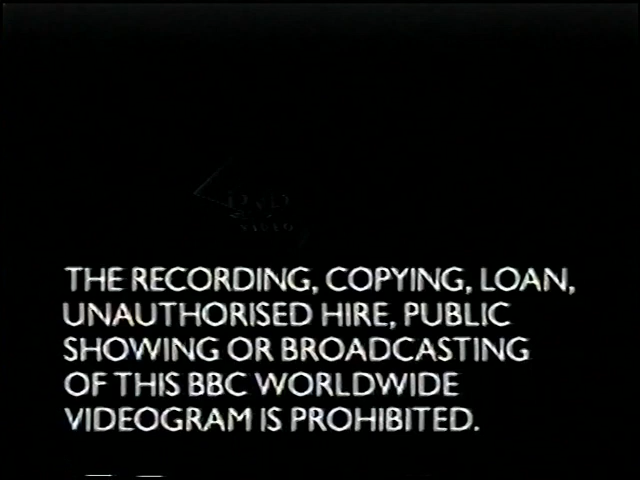 THE RECORDING, COPYING, LOAN,
UNAUTHORISED HIRE, PUBLIC
SHOWING OR BROADCASTING
OF THIS BBC WORLDWIDE
VIDEOGRAM IS PROHIBITED.